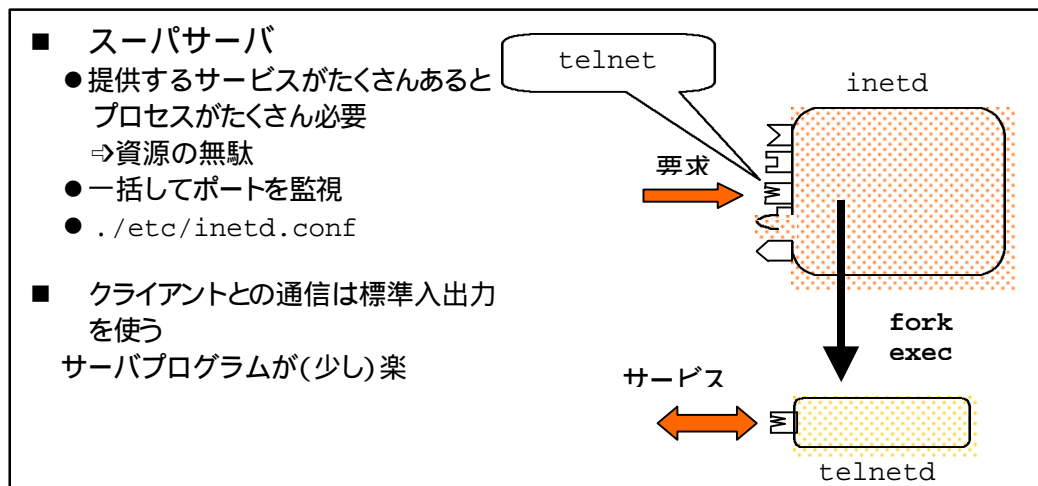 ■ スーパサーバ
●提供するサービスがたくさんあると
プロセスがたくさん必要
⇨資源の無駄
●一括してポートを監視
● ./etc/inetd.conf
■ クライアントとの通信は標準入出力
を使う
サーバプログラムが(少し)楽
telnet
inetd
要求
fork
exec
サービス
telnetd